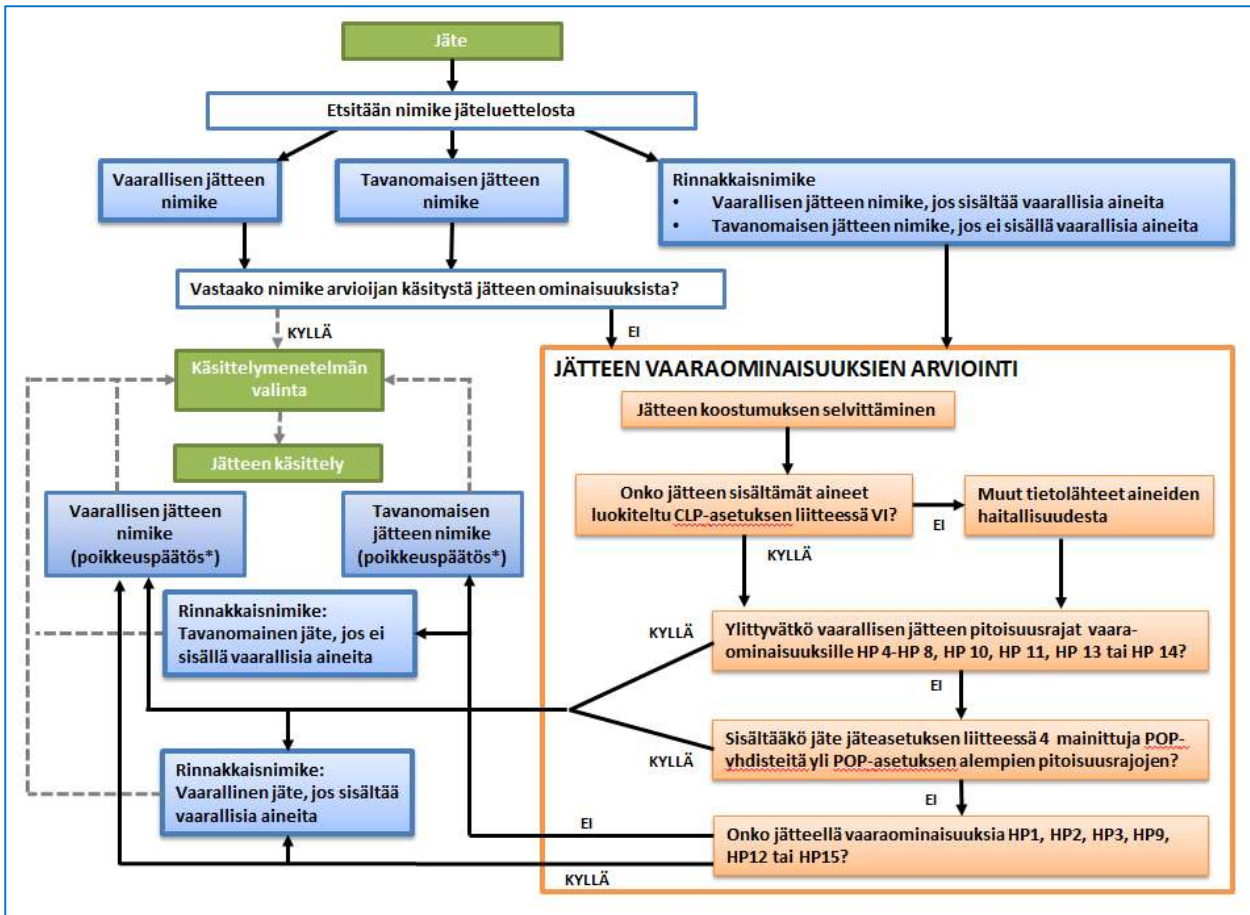 Jäte
Etsitään nimike jäteluettelosta
Vaarallisen jätteen
nimike
Tavanomaisen jätteen
nimike
Rinnakkaisnimike
• Vaarallisen jätteen nimike, jos sisältää vaarallisia aineita
• Tavanomaisen jätteen nimike, jos ei sisällä vaarallisia aineita
Vastaako nimike arvioijan käsitystä jätteen ominaisuuksista?
KYLLÄ
EI
Käsittelymenetelmän
valinta
Jätteen käsittely
JÄTTEEN VAARAOMINAISUUKSIEN ARVIOINTI
Jätteen koostumuksen selvittäminen
Onko jätteen sisältämät aineet
luokiteltu CLP-asetuksen liitteessä VI?
EI
Muut tietolähteet aineiden
haitallisuudesta
KYLLÄ
Vaarallisen jätteen
nimike
(poikkeuspäätös*)
Tavanomaisen
jätteen nimike
(poikkeuspäätös*)
Rinnakkaisnimike:
Tavanomainen jäte, jos ei
sisällä vaarallisia aineita
KYLLÄ
Ylittyvätkö vaarallisen jätteen pitoisuusrajat vaara-
ominaisuuksille HP 4-HP 8, HP 10, HP 11, HP 13 tai HP 14?
EI
KYLLÄ
Sisältääkö jäte jäteasetuksen liitteessä 4 mainittuja POP-
yhdisteitä yli POP-asetuksen alempien pitoisuusrajojen?
Rinnakkaisnimike:
Vaarallinen jäte, jos sisältää
vaarallisia aineita
EI
EI
Onko jätteellä vaaraominaisuuksia HP1, HP2, HP3, HP9,
HP12 tai HP15?
KYLLÄ